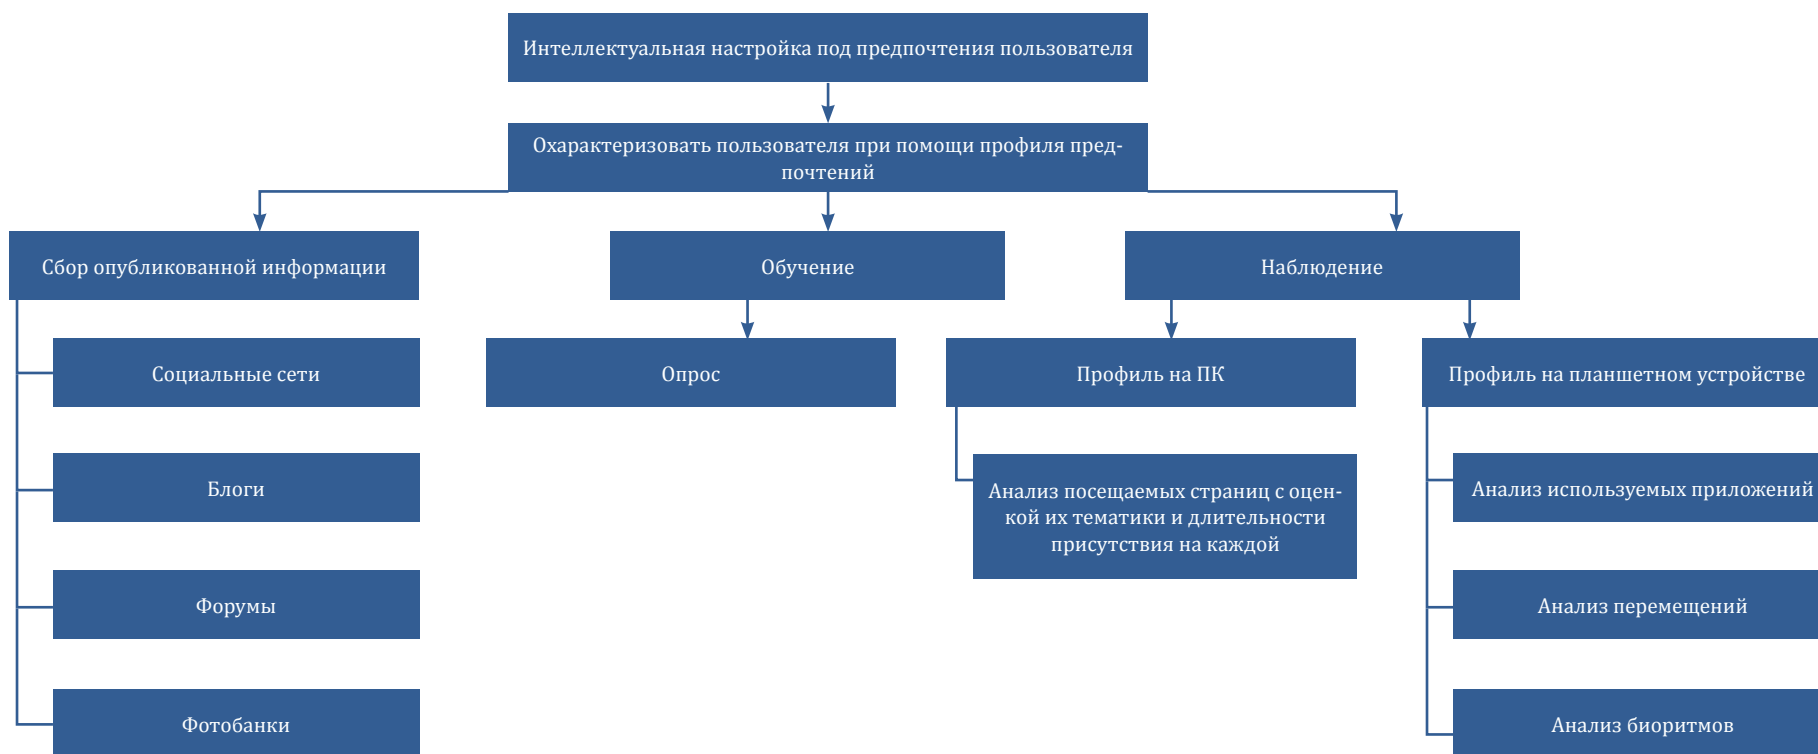 Интеллектуальная настройка под предпочтения пользователя
Охарактеризовать пользователя при помощи профиля пред-
почтений
Сбор опубликованной информации
Обучение
Наблюдение
Социальные сети
Опрос
Профиль на ПК
Профиль на планшетном устройстве
Блоги
Анализ посещаемых страниц с оцен-
кой их тематики и длительности
присутствия на каждой
Анализ используемых приложений
Форумы
Анализ перемещений
Фотобанки
Анализ биоритмов